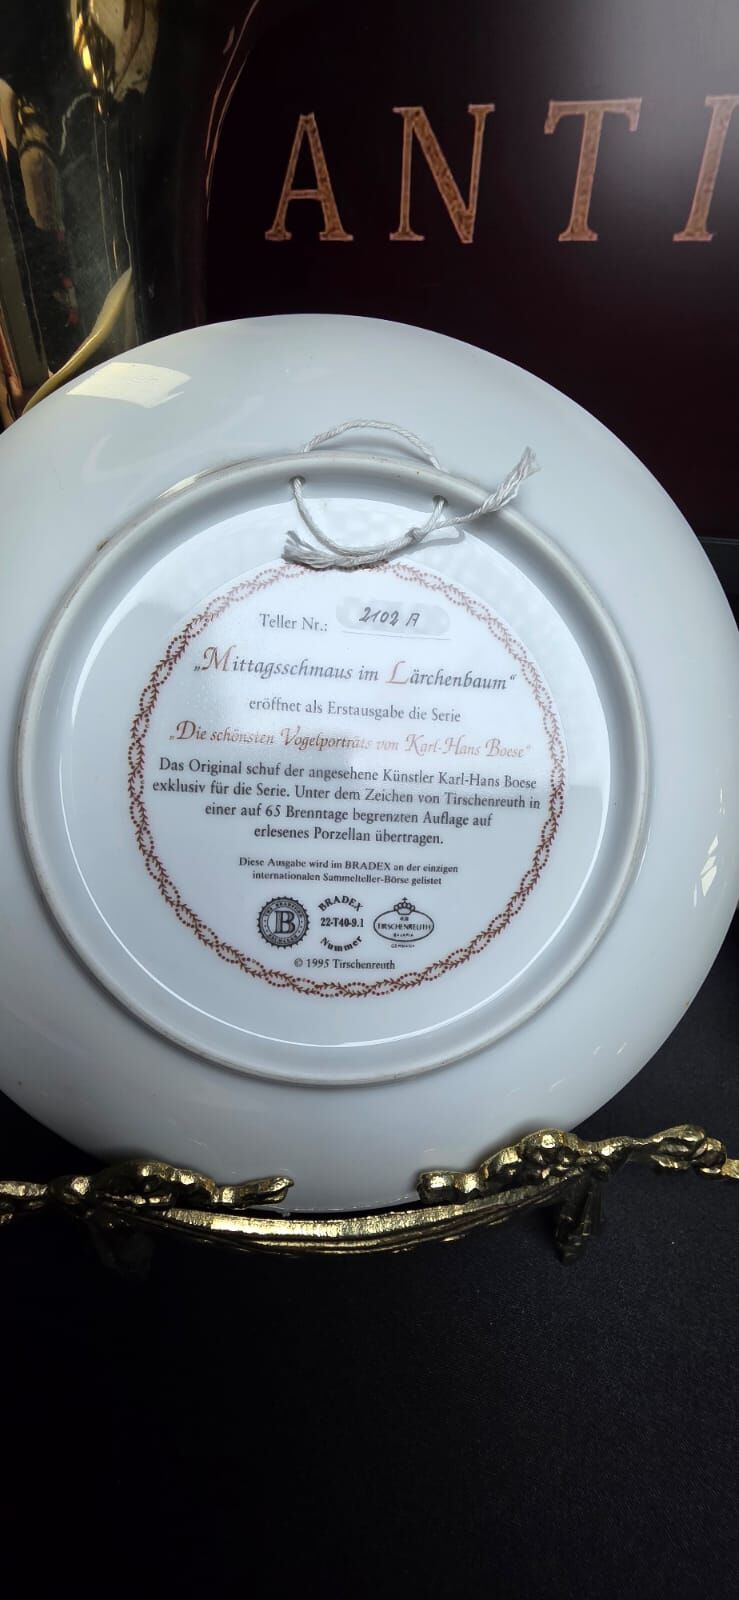 ANTI
Teller Nr.: 2102 A
„Mittagsschmaus im Lärchenbaum“
eröffnet als Erstausgabe die Serie
„Die schönsten Vogelporträts von Karl-Hans Boese“
Das Original schuf der angesehene Künstler Karl-Hans Boese
exklusiv für die Serie. Unter dem Zeichen von Tirschenreuth in
einer auf 65 Brenntage begrenzten Auflage auf
erlesenes Porzellan übertragen.
Diese Ausgabe wird im BRADEX an der einzigen
internationalen Sammelteller-Börse gelistet
B
BRADEX
22-T40-9.1
Nummer
TIRSCHENREUTH
BAVARIA
GERMANY
© 1995 Tirschenreuth